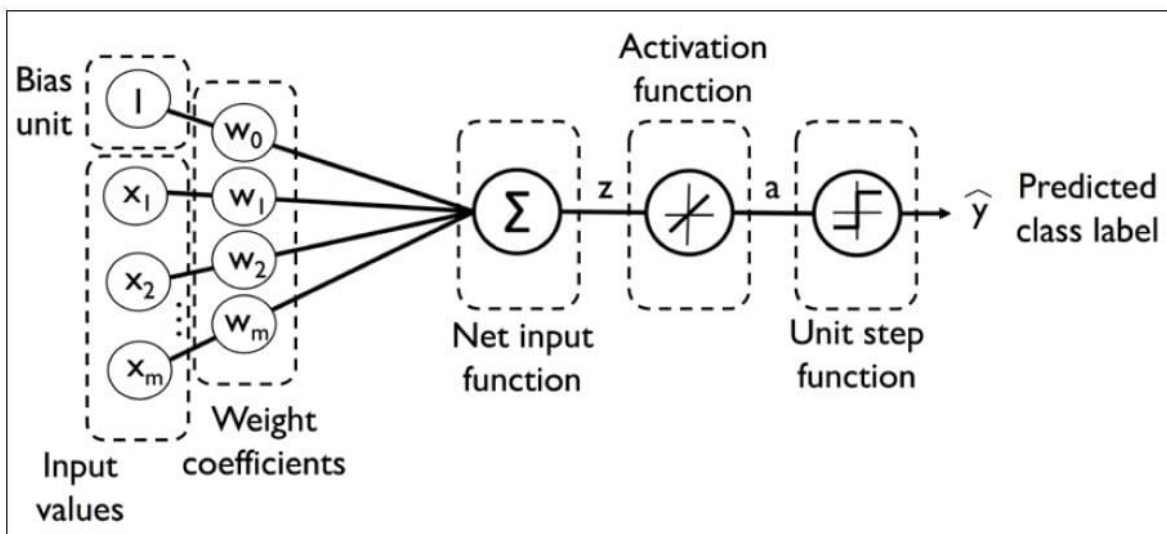 Bias
unit
1
x1
x2
xm
Input
values
w0
w1
w2
wm
Weight
coefficients
Σ
Net input
function
z
Activation
function
a
Unit step
function
ŷ
Predicted
class label